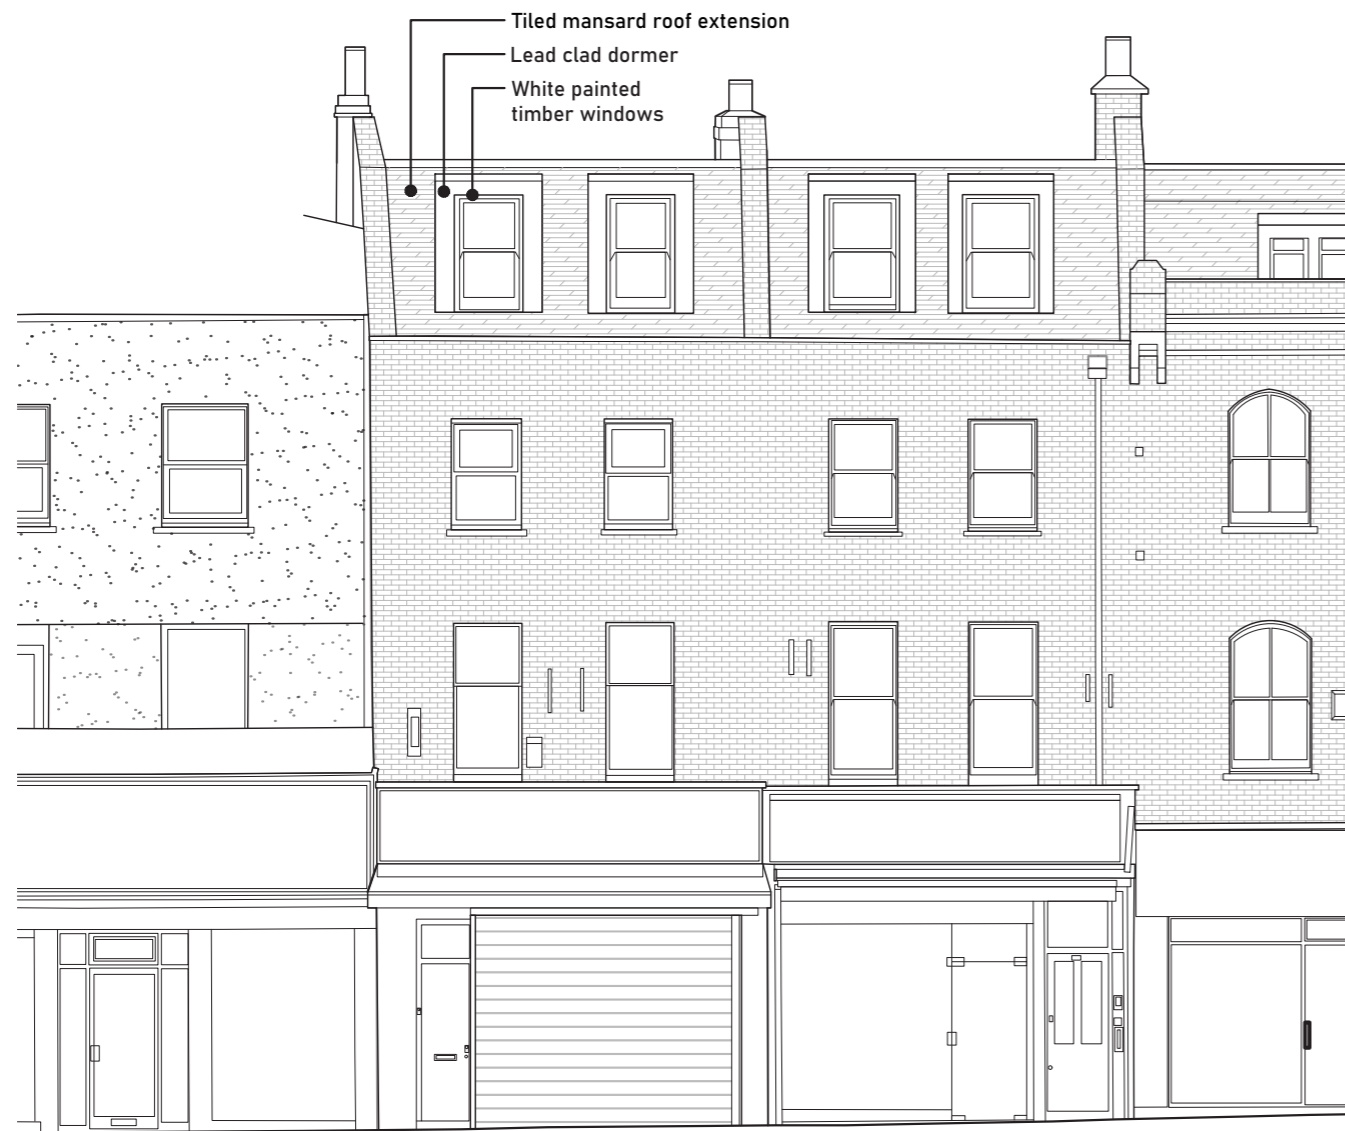 Tiled mansard roof extension
Lead clad dormer
White painted
timber windows